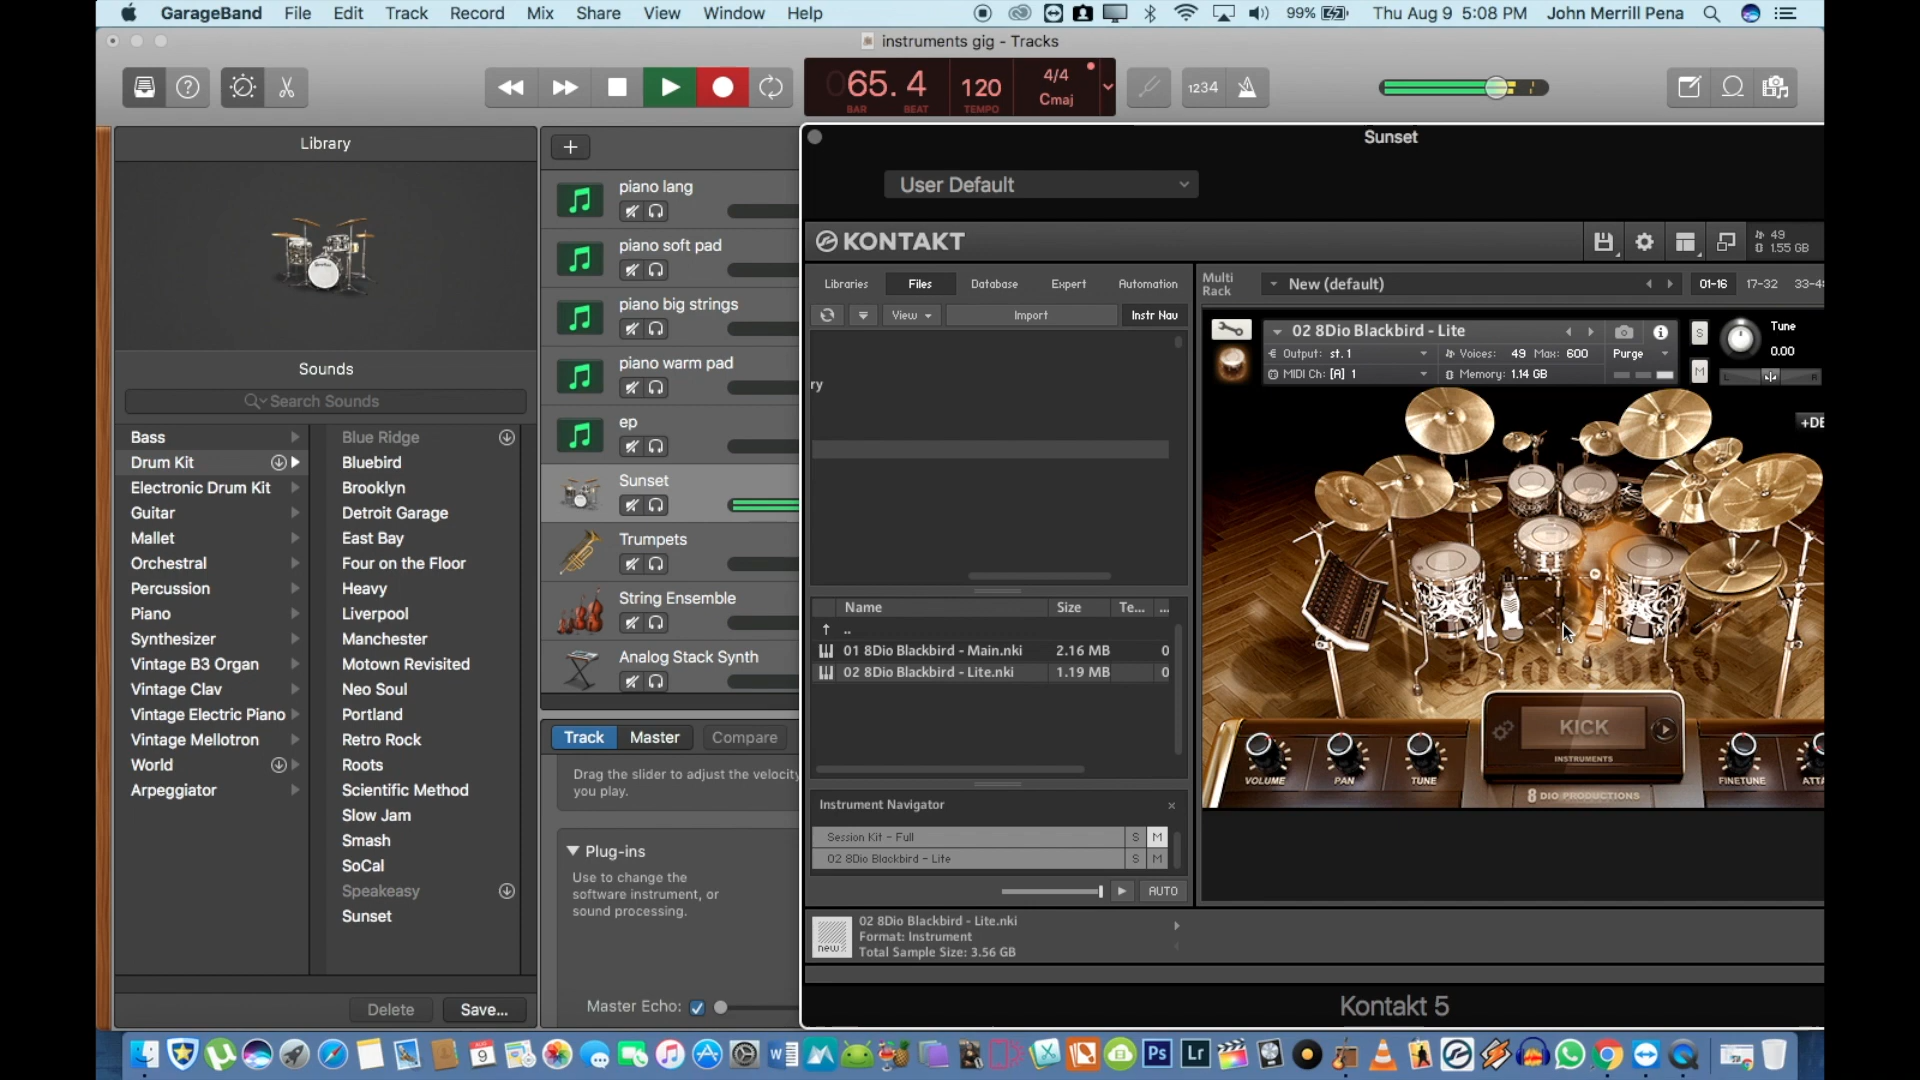 GarageBand File Edit Track Record Mix Share View Window Help
99% Thu Aug 9 5:08 PM John Merrill Pena
instruments gig - Tracks
65. 4
BAR BEAT
120
TEMPO
4/4
Cmaj
1234
Library
Sounds
Search Sounds
Bass
Drum Kit
Electronic Drum Kit
Guitar
Mallet
Orchestral
Percussion
Piano
Synthesizer
Vintage B3 Organ
Vintage Clav
Vintage Electric Piano
Vintage Mellotron
World
Arpeggiator
Blue Ridge
Bluebird
Brooklyn
Detroit Garage
East Bay
Four on the Floor
Heavy
Liverpool
Manchester
Motown Revisited
Neo Soul
Portland
Retro Rock
Roots
Scientific Method
Slow Jam
Smash
SoCal
Speakeasy
Sunset
Delete Save...
piano lang
piano soft pad
piano big strings
piano warm pad
ep
Sunset
Trumpets
String Ensemble
Analog Stack Synth
Track Master Compare
Drag the slider to adjust the velocity
you play.
Plug-ins
Use to change the
software instrument, or
sound processing.
Master Echo:
Sunset
User Default
KONTAKT
49
1.55 GB
Libraries Files Database Expert Automation
View Import Instr Nav
ry
Name Size Te... ...
..
01 8Dio Blackbird - Main.nki 2.16 MB 0
02 8Dio Blackbird - Lite.nki 1.19 MB 0
Instrument Navigator
Session Kit - Full S M
02 8Dio Blackbird - Lite S M
AUTO
new
02 8Dio Blackbird - Lite.nki
Format: Instrument
Total Sample Size: 3.56 GB
Multi
Rack
New (default) 01-16 17-32 33-4
02 8Dio Blackbird - Lite
Output: st. 1 Voices: 49 Max: 600 Purge
MIDI Ch: [A] 1 Memory: 1.14 GB
S
M
Tune
0.00
L
+DE
Blackbird
VOLUME PAN TUNE
KICK
INSTRUMENTS
FINETUNE ATTA
8 DIO PRODUCTIONS
Kontakt 5
AUG
9
W
Ps
Lr